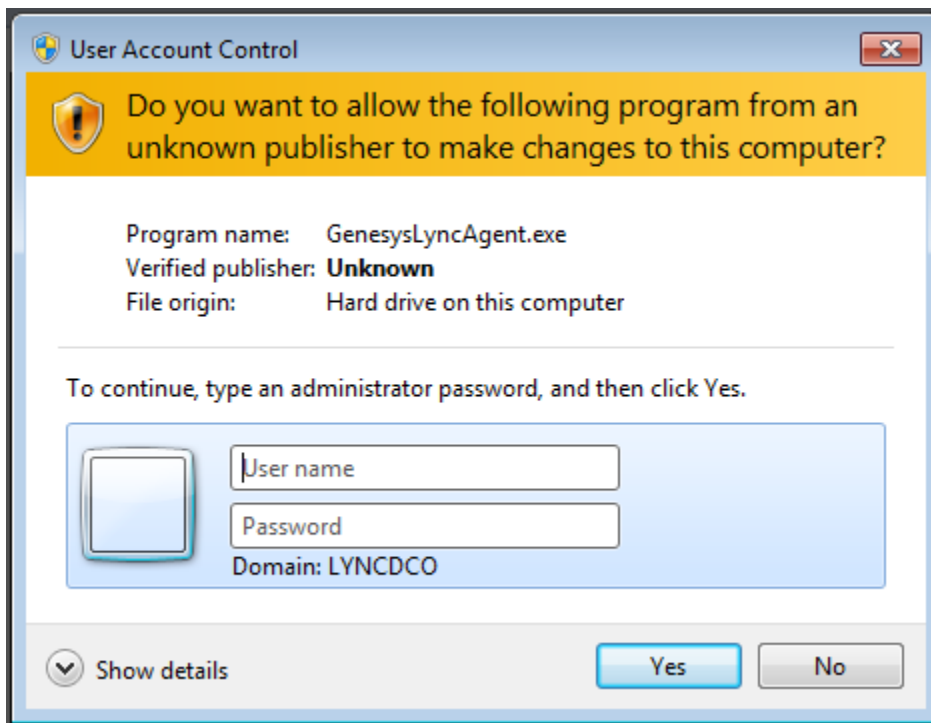 User Account Control
Do you want to allow the following program from an
unknown publisher to make changes to this computer?
Program name: GenesysLyncAgent.exe
Verified publisher: Unknown
File origin: Hard drive on this computer
To continue, type an administrator password, and then click Yes.
User name
Password
Domain: LYNCDCO
Show details
Yes
No